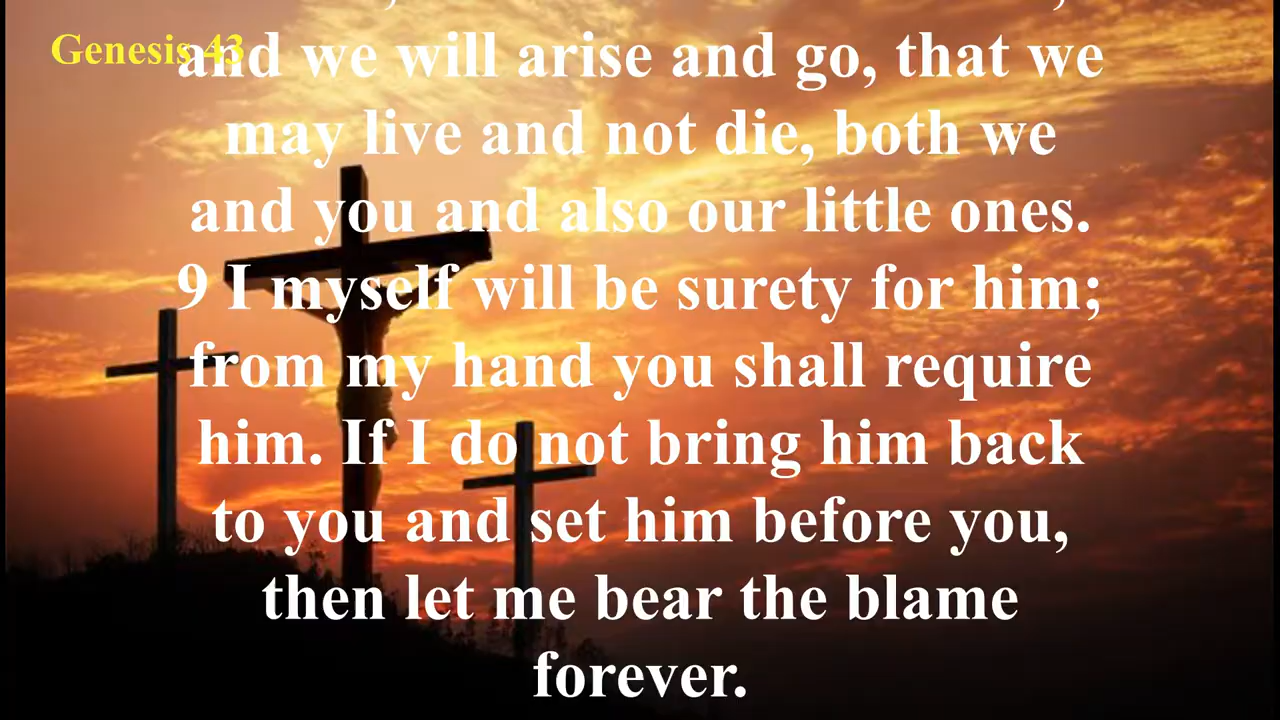 Genesis 43
and we will arise and go, that we
may live and not die, both we
and you and also our little ones.
9 I myself will be surety for him;
from my hand you shall require
him. If I do not bring him back
to you and set him before you,
then let me bear the blame
forever.